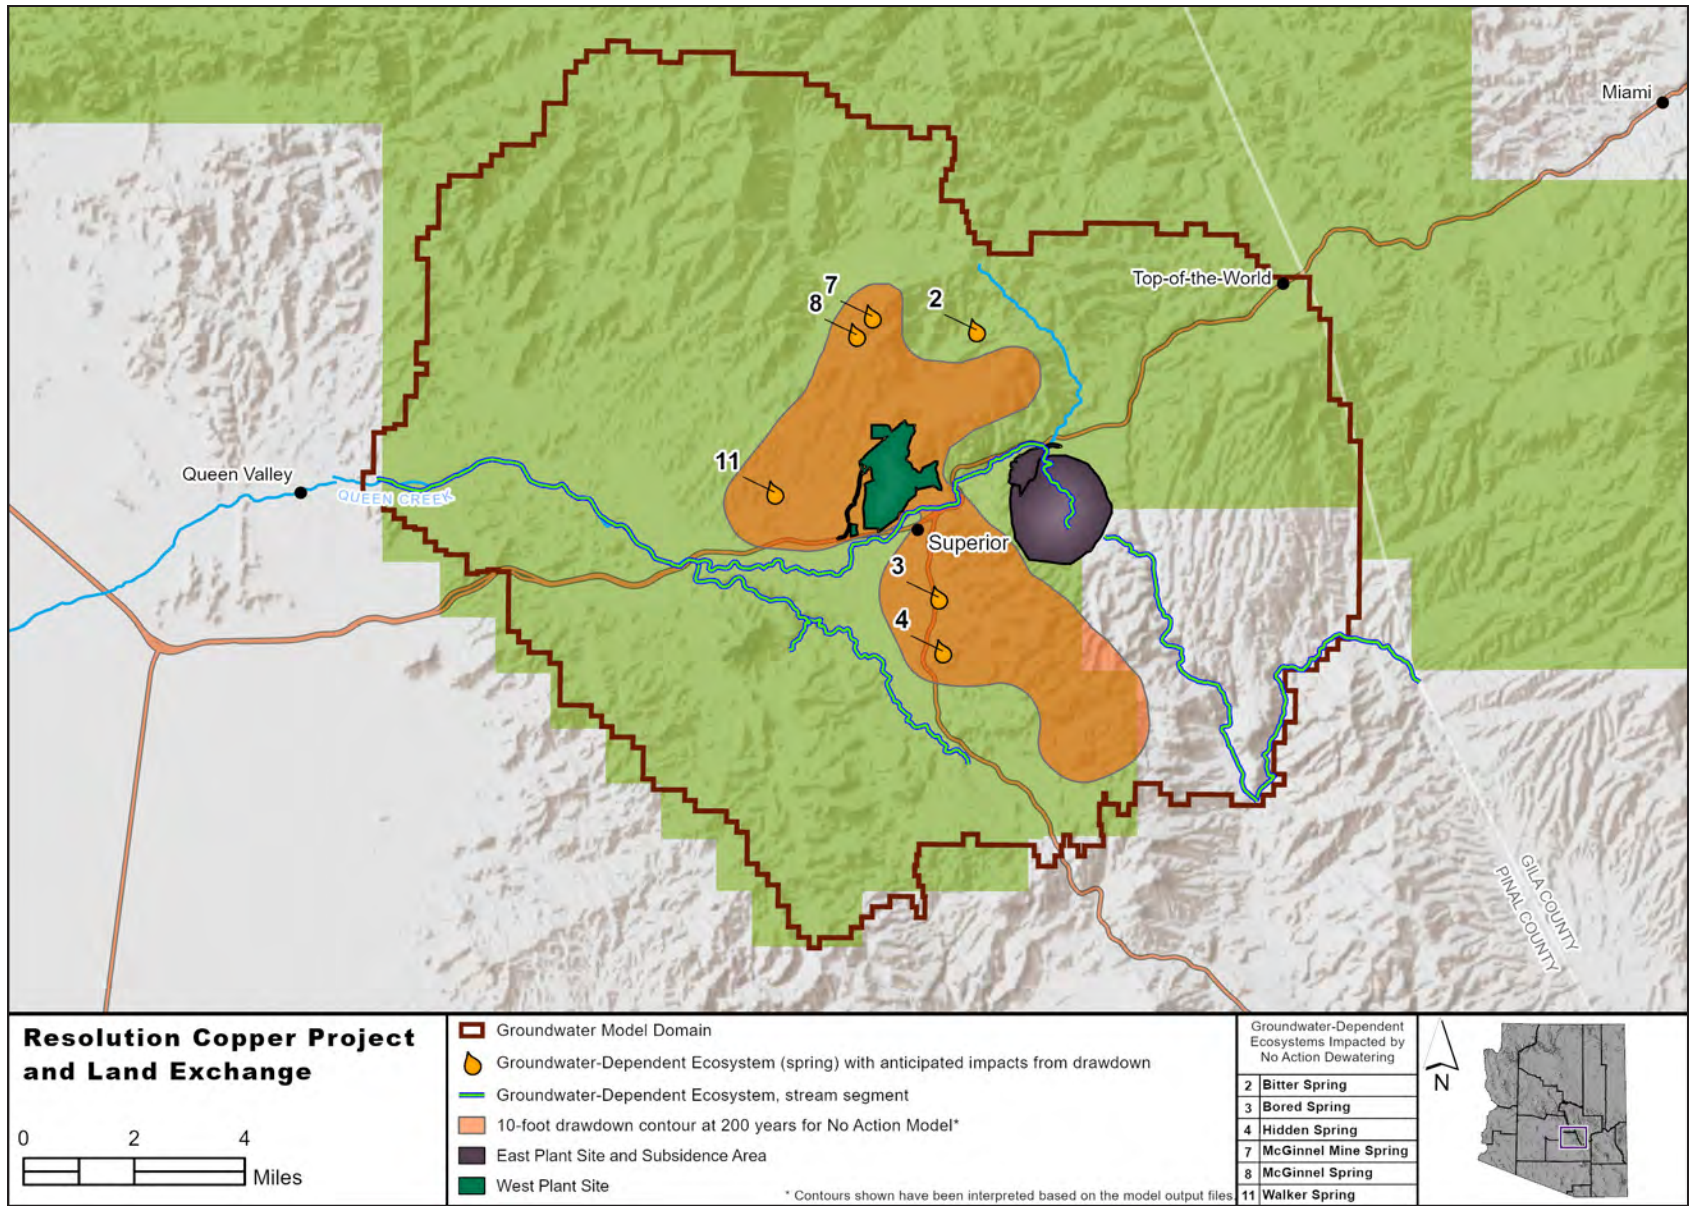 Miami
Top-of-the-World
7
8
2
11
Queen Valley
QUEEN CREEK
Superior
3
4
GILA COUNTY
PINAL COUNTY
Resolution Copper Project
and Land Exchange
0 2 4
Miles
Groundwater Model Domain
Groundwater-Dependent Ecosystem (spring) with anticipated impacts from drawdown
Groundwater-Dependent Ecosystem, stream segment
10-foot drawdown contour at 200 years for No Action Model*
East Plant Site and Subsidence Area
West Plant Site
* Contours shown have been interpreted based on the model output files.
Groundwater-Dependent
Ecosystems Impacted by
No Action Dewatering
2 Bitter Spring
3 Bored Spring
4 Hidden Spring
7 McGinnel Mine Spring
8 McGinnel Spring
11 Walker Spring
N